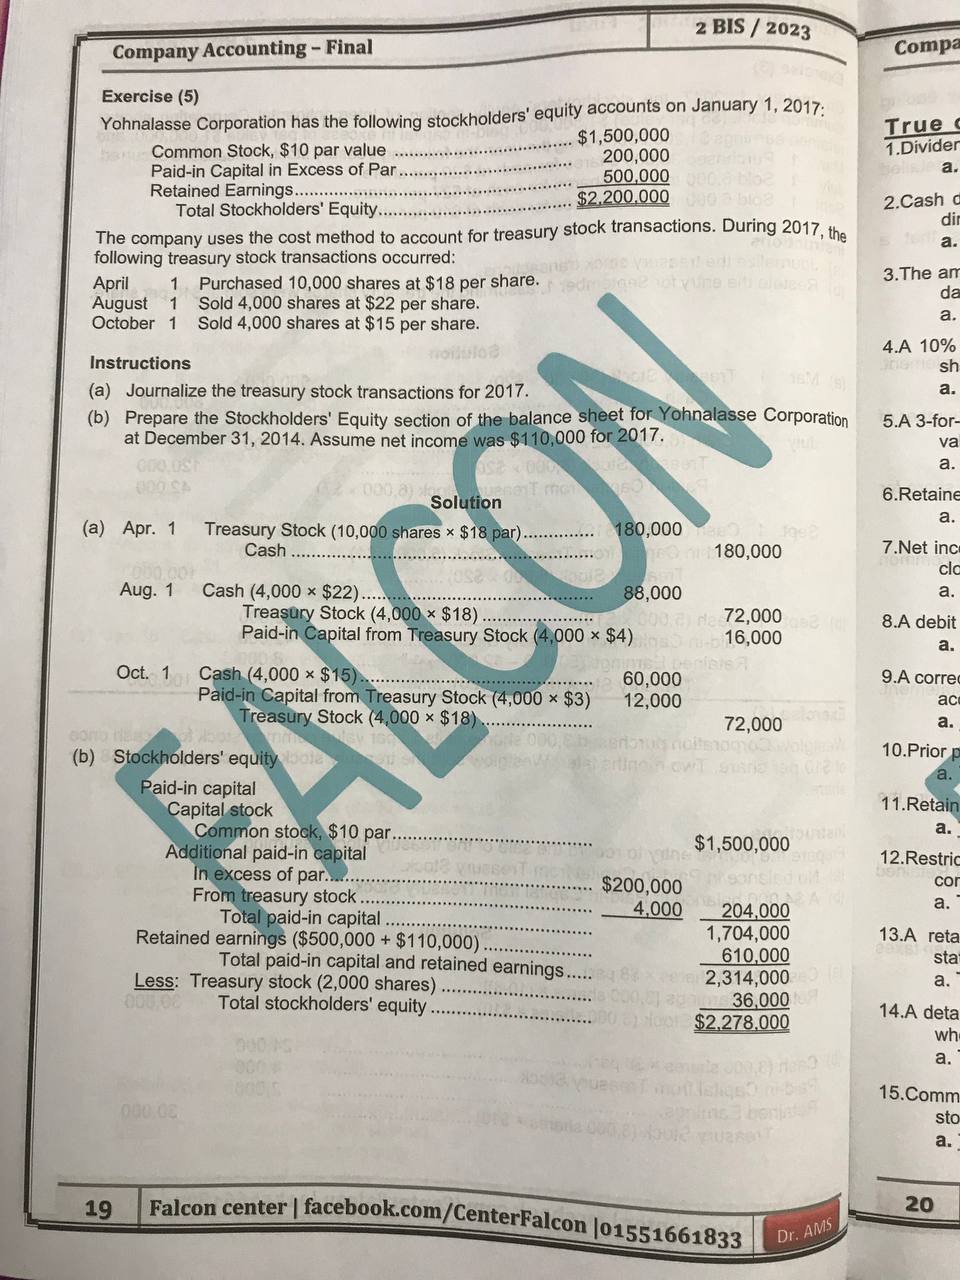 Company Accounting – Final
2 BIS / 2023
Exercise (5)
Yohnalasse Corporation has the following stockholders' equity accounts on January 1, 2017:
Common Stock, $10 par value ................................ $1,500,000
Paid-in Capital in Excess of Par............................... 200,000
Retained Earnings................................................. 500,000
Total Stockholders' Equity.................................. $2,200,000
The company uses the cost method to account for treasury stock transactions. During 2017, the
following treasury stock transactions occurred:
April 1 Purchased 10,000 shares at $18 per share.
August 1 Sold 4,000 shares at $22 per share.
October 1 Sold 4,000 shares at $15 per share.
Instructions
(a) Journalize the treasury stock transactions for 2017.
(b) Prepare the Stockholders' Equity section of the balance sheet for Yohnalasse Corporation
at December 31, 2014. Assume net income was $110,000 for 2017.
Solution
(a) Apr. 1 Treasury Stock (10,000 shares × $18 par)............. 180,000
Cash ....................................................... 180,000
Aug. 1 Cash (4,000 × $22).......................................... 88,000
Treasury Stock (4,000 × $18) ..................... 72,000
Paid-in Capital from Treasury Stock (4,000 × $4) 16,000
Oct. 1 Cash (4,000 × $15).......................................... 60,000
Paid-in Capital from Treasury Stock (4,000 × $3) 12,000
Treasury Stock (4,000 × $18)..................... 72,000
(b) Stockholders' equity
Paid-in capital
Capital stock
Common stock, $10 par..................................... $1,500,000
Additional paid-in capital
In excess of par................................................. $200,000
From treasury stock ........................................... 4,000 204,000
Total paid-in capital ...................................... 1,704,000
Retained earnings ($500,000 + $110,000) .................... 610,000
Total paid-in capital and retained earnings...... 2,314,000
Less: Treasury stock (2,000 shares) ............................ 36,000
Total stockholders' equity .............................. $2,278,000
FALCON
19 Falcon center | facebook.com/CenterFalcon |01551661833 Dr. AMS
Compa
True
1.Dividen
a.
2.Cash
a.
3.The am
da
a.
4.A 10%
sh
a.
5.A 3-for-
va
a.
6.Retaine
a.
7.Net inc
clo
a.
8.A debit
a.
9.A corre
acc
a.
10.Prior p
a.
11.Retain
a.
12.Restric
cor
a.
13.A reta
sta
a.
14.A deta
wh
a.
15.Comm
sto
a.
20